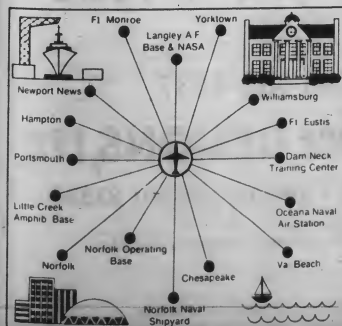 Ft Monroe
Yorktown
Langley A F
Base & NASA
Newport News
Williamsburg
Hampton
Ft Eustis
Portsmouth
Dam Neck
Training Center
Little Creek
Amphib Base
Oceana Naval
Air Station
Norfolk
Norfolk Operating
Base
Va Beach
Chesapeake
Norfolk Naval
Shipyard